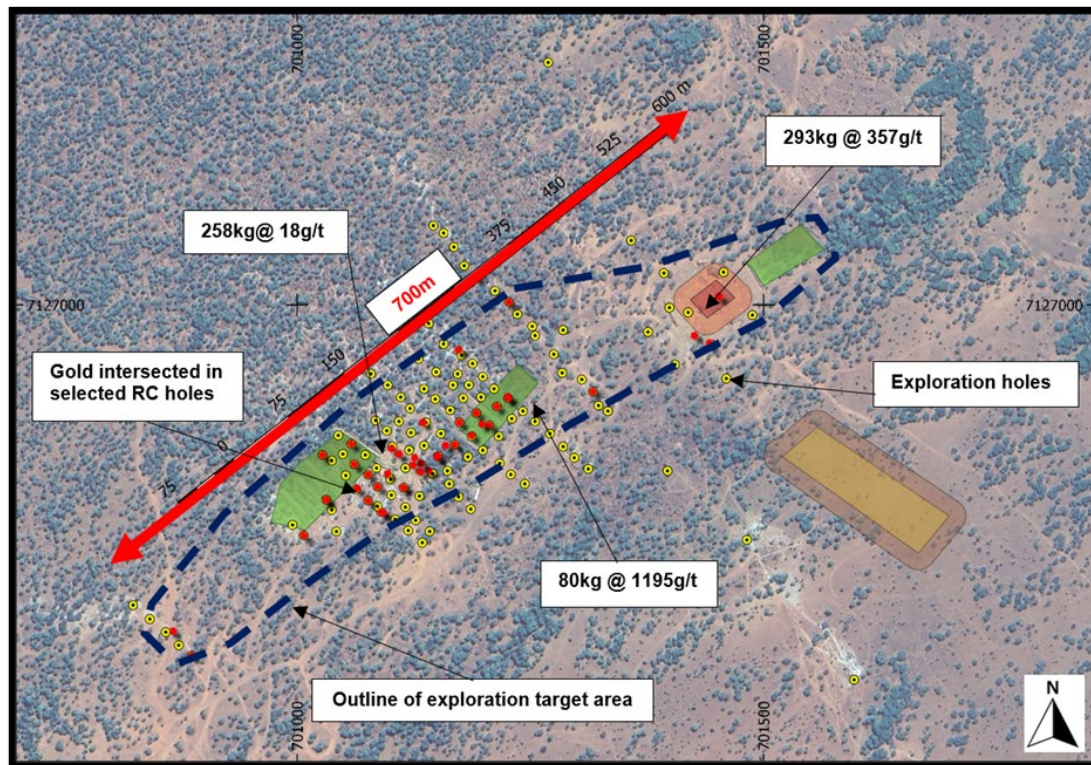 701000
701500
600 m
525
450
375
150
75
0
75
700m
293kg @ 357g/t
258kg@ 18g/t
7127000
7127000
Gold intersected in
selected RC holes
Exploration holes
80kg @ 1195g/t
Outline of exploration target area
701000
701500
N